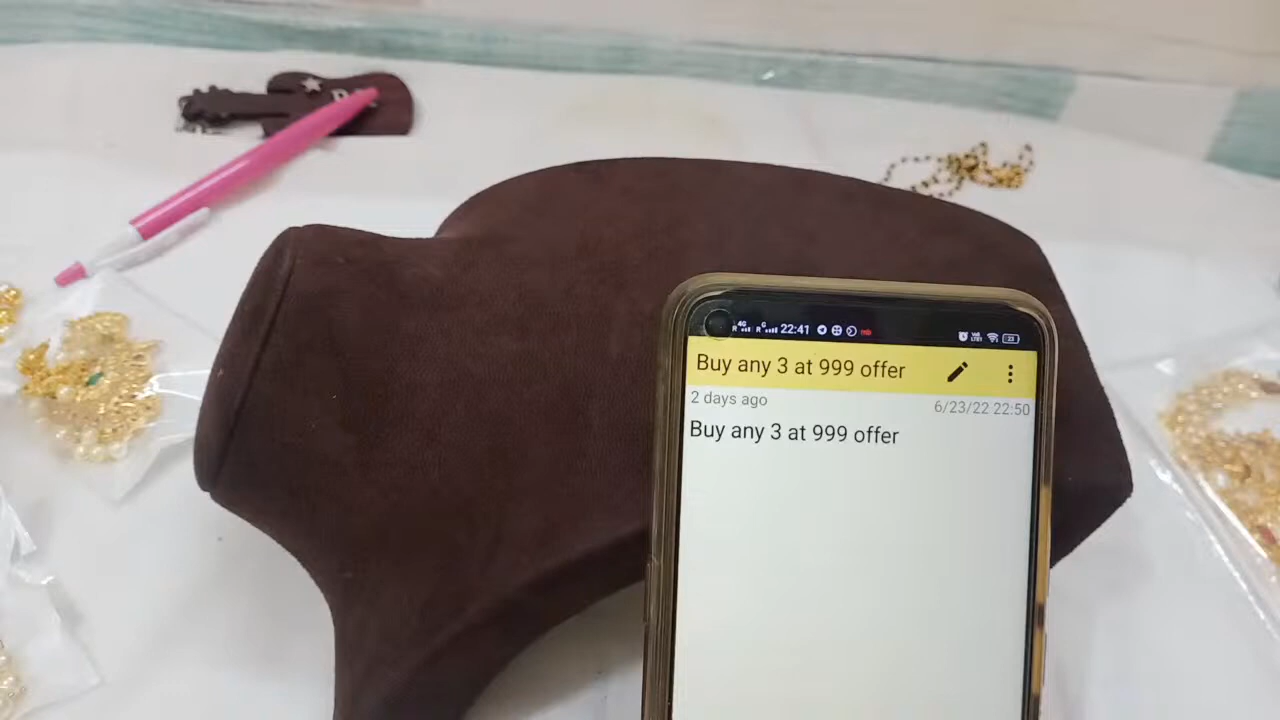 22:41
Buy any 3 at 999 offer
2 days ago
6/23/22 22:50
Buy any 3 at 999 offer